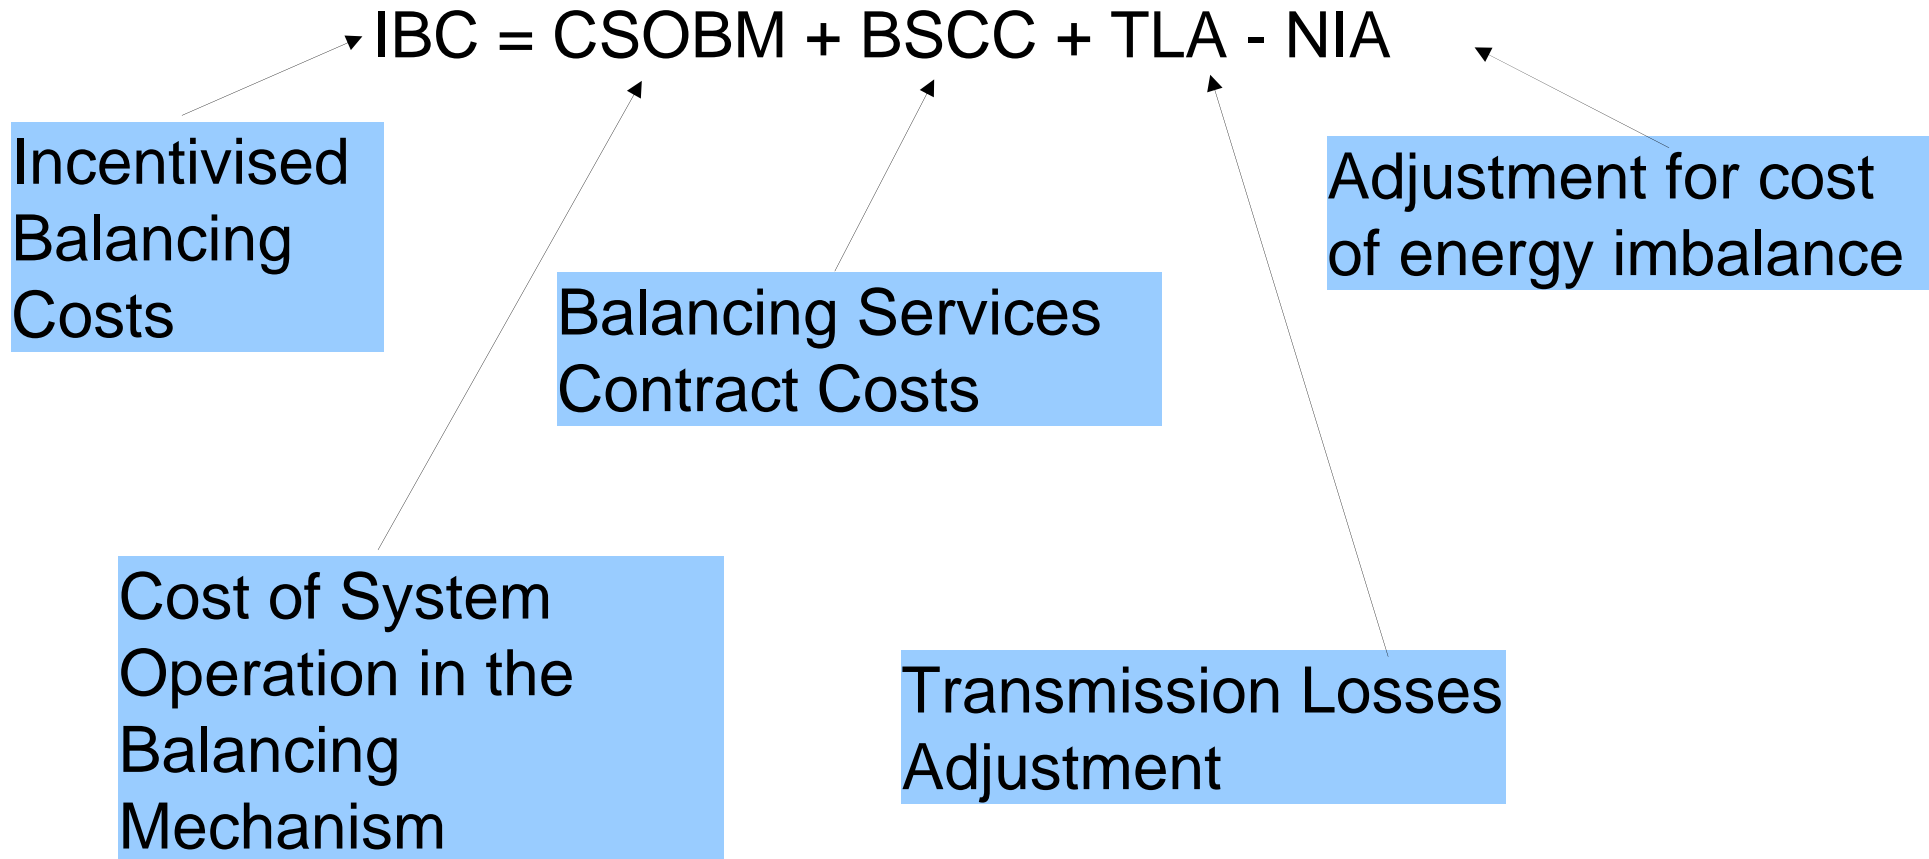 IBC = CSOBM + BSCC + TLA - NIA
Incentivised
Balancing
Costs
Adjustment for cost
of energy imbalance
Balancing Services
Contract Costs
Cost of System
Operation in the
Balancing
Mechanism
Transmission Losses
Adjustment